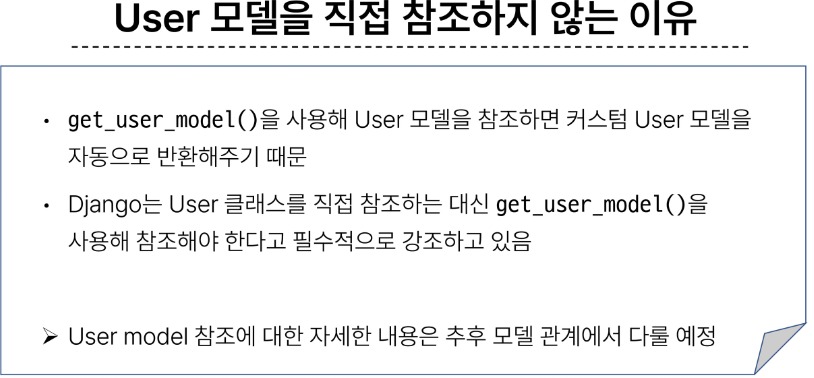 User 모델을 직접 참조하지 않는 이유
• get_user_model()을 사용해 User 모델을 참조하면 커스텀 User 모델을
자동으로 반환해주기 때문
• Django는 User 클래스를 직접 참조하는 대신 get_user_model()을
사용해 참조해야 한다고 필수적으로 강조하고 있음
➢ User model 참조에 대한 자세한 내용은 추후 모델 관계에서 다룰 예정